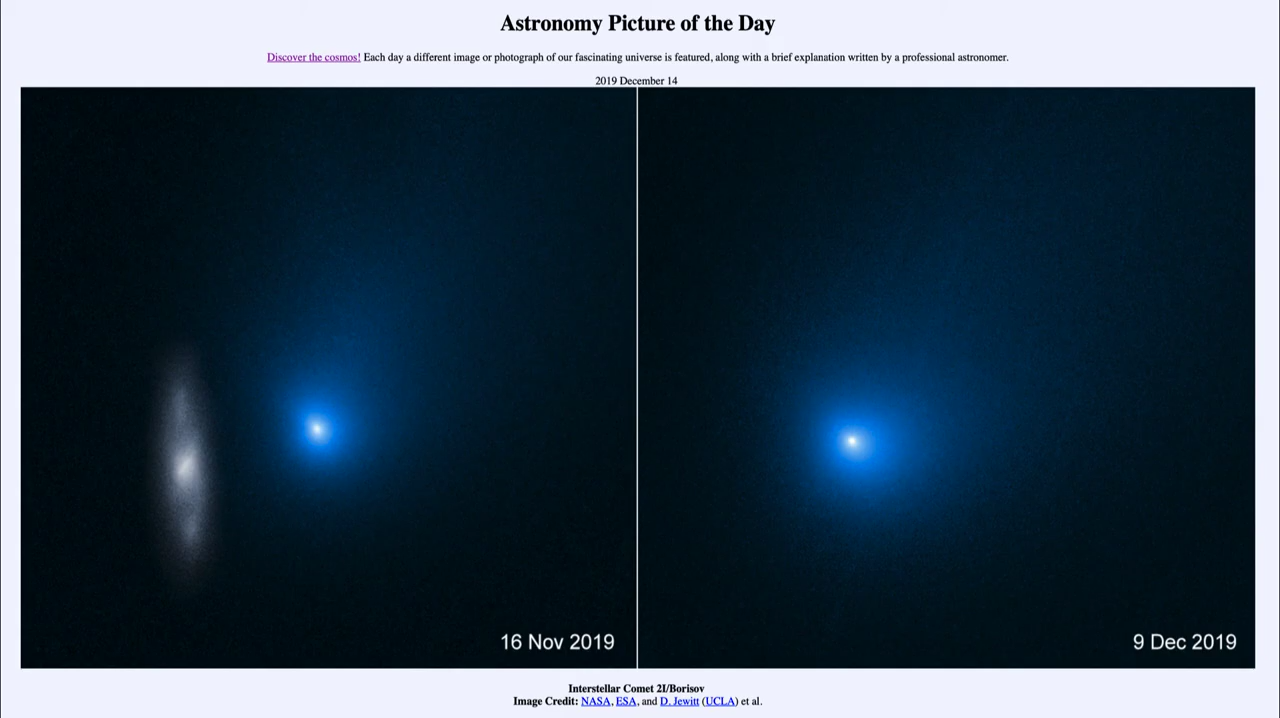 Astronomy Picture of the Day
Discover the cosmos! Each day a different image or photograph of our fascinating universe is featured, along with a brief explanation written by a professional astronomer.
2019 December 14
16 Nov 2019
9 Dec 2019
Interstellar Comet 2I/Borisov
Image Credit: NASA, ESA, and D. Jewitt (UCLA) et al.